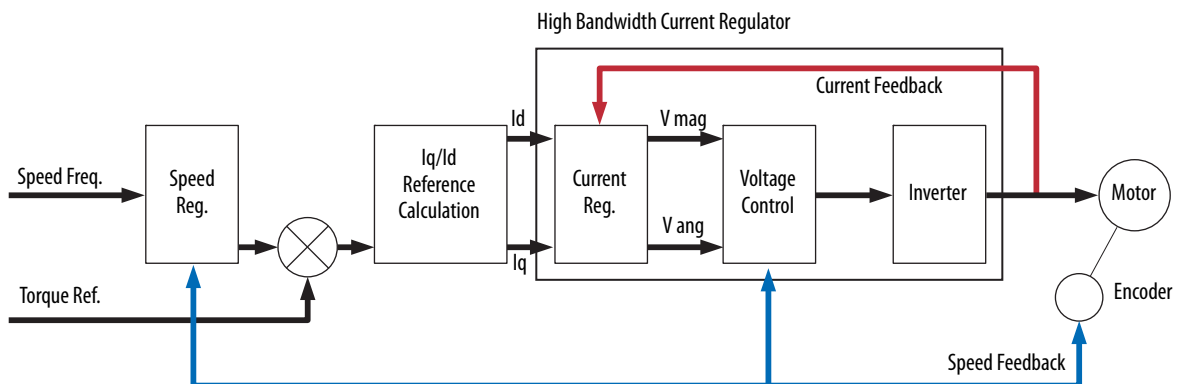 High Bandwidth Current Regulator
Current Feedback
Id
V mag
Speed Freq.
Speed
Reg.
Iq/Id
Reference
Calculation
Current
Reg.
Voltage
Control
Inverter
Motor
V ang
Iq
Torque Ref.
Encoder
Speed Feedback